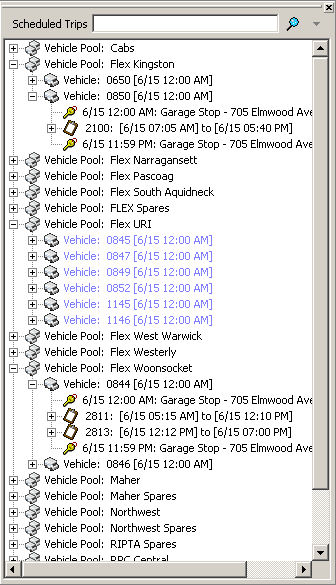 Scheduled Trips
Vehicle Pool: Cabs
Vehicle Pool: Flex Kingston
Vehicle: 0650 [6/15 12:00 AM]
Vehicle: 0850 [6/15 12:00 AM]
6/15 12:00 AM: Garage Stop - 705 Elmwood Ave
2100: [6/15 07:05 AM] to [6/15 05:40 PM]
6/15 11:59 PM: Garage Stop - 705 Elmwood Ave
Vehicle Pool: Flex Narragansett
Vehicle Pool: Flex Pascoag
Vehicle Pool: Flex South Aquidneck
Vehicle Pool: FLEX Spares
Vehicle Pool: Flex URI
Vehicle: 0845 [6/15 12:00 AM]
Vehicle: 0847 [6/15 12:00 AM]
Vehicle: 0849 [6/15 12:00 AM]
Vehicle: 0852 [6/15 12:00 AM]
Vehicle: 1145 [6/15 12:00 AM]
Vehicle: 1146 [6/15 12:00 AM]
Vehicle Pool: Flex West Warwick
Vehicle Pool: Flex Westerly
Vehicle Pool: Flex Woonsocket
Vehicle: 0844 [6/15 12:00 AM]
6/15 12:00 AM: Garage Stop - 705 Elmwood Ave
2811: [6/15 05:15 AM] to [6/15 12:10 PM]
2813: [6/15 12:12 PM] to [6/15 07:00 PM]
6/15 11:59 PM: Garage Stop - 705 Elmwood Ave
Vehicle: 0846 [6/15 12:00 AM]
Vehicle Pool: Maher
Vehicle Pool: Maher Spares
Vehicle Pool: Northwest
Vehicle Pool: Northwest Spares
Vehicle Pool: RIPTA Spares
Vehicle Pool: RPC Central